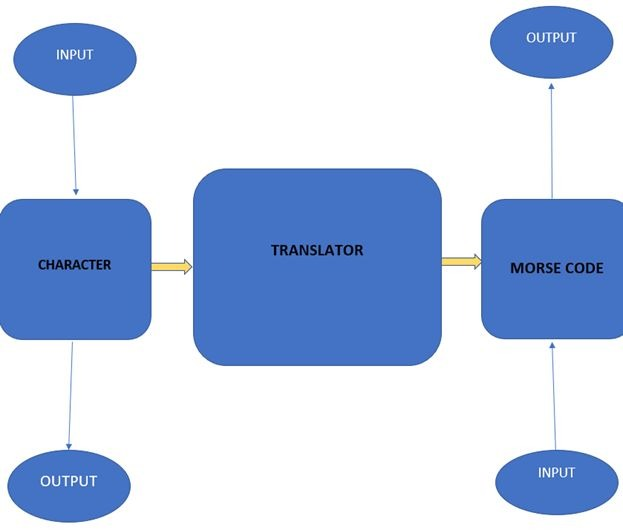 INPUT
OUTPUT
CHARACTER
TRANSLATOR
MORSE CODE
OUTPUT
INPUT